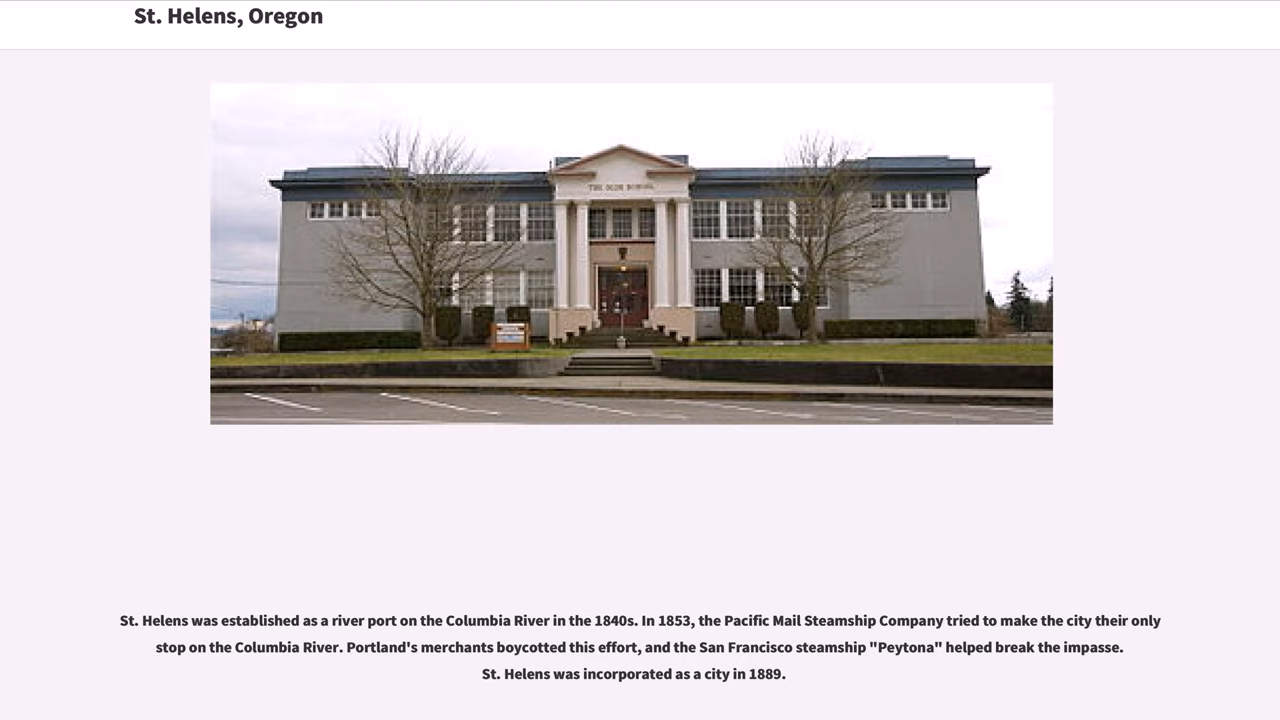 St. Helens, Oregon
THE OLDE SCHOOL
St. Helens was established as a river port on the Columbia River in the 1840s. In 1853, the Pacific Mail Steamship Company tried to make the city their only
stop on the Columbia River. Portland's merchants boycotted this effort, and the San Francisco steamship "Peytona" helped break the impasse.
St. Helens was incorporated as a city in 1889.